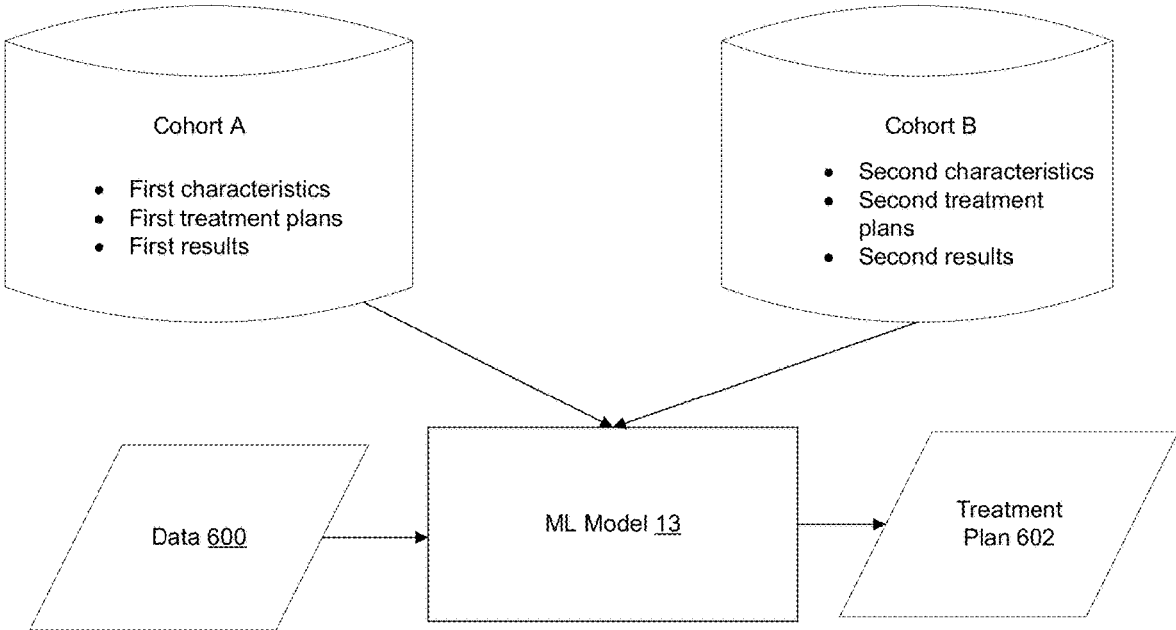 Cohort A
• First characteristics
• First treatment plans
• First results
Cohort B
• Second characteristics
• Second treatment
plans
• Second results
Data 600
ML Model 13
Treatment
Plan 602